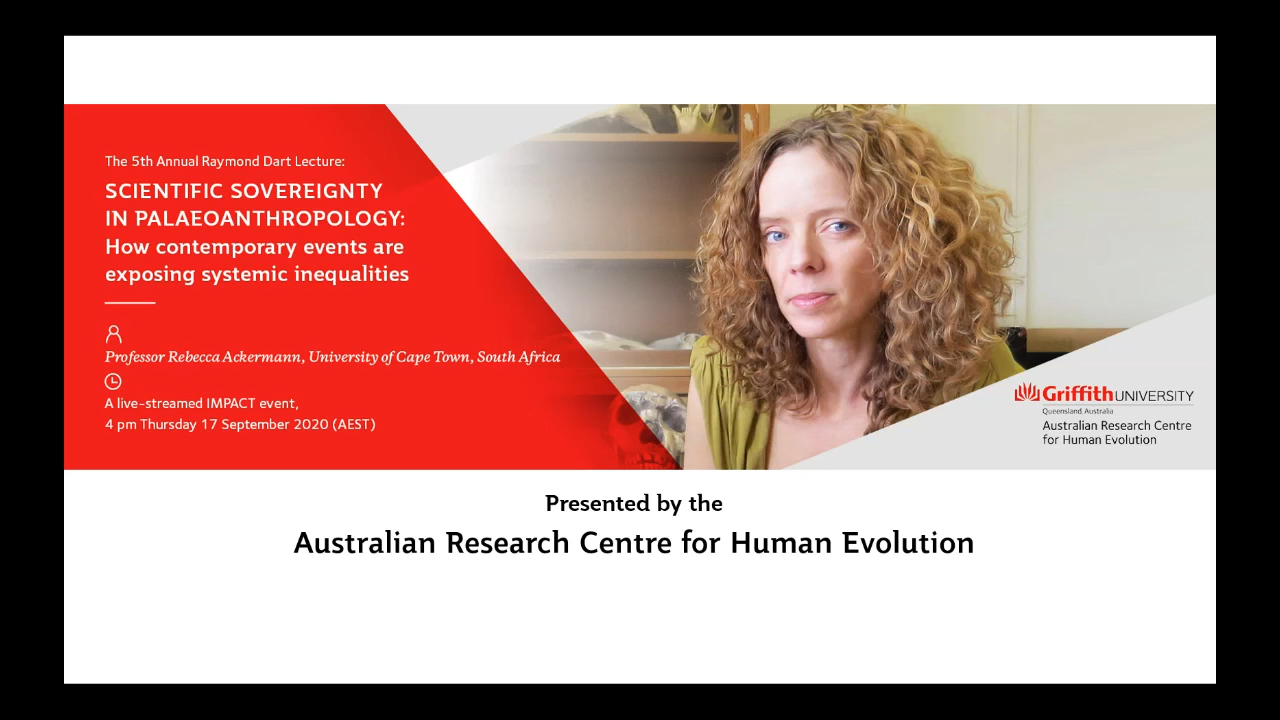 The 5th Annual Raymond Dart Lecture:
SCIENTIFIC SOVEREIGNTY
IN PALAEOANTHROPOLOGY:
How contemporary events are
exposing systemic inequalities
Professor Rebecca Ackermann, University of Cape Town, South Africa
A live-streamed IMPACT event,
4 pm Thursday 17 September 2020 (AEST)
Griffith UNIVERSITY
Queensland, Australia
Australian Research Centre
for Human Evolution
Presented by the
Australian Research Centre for Human Evolution